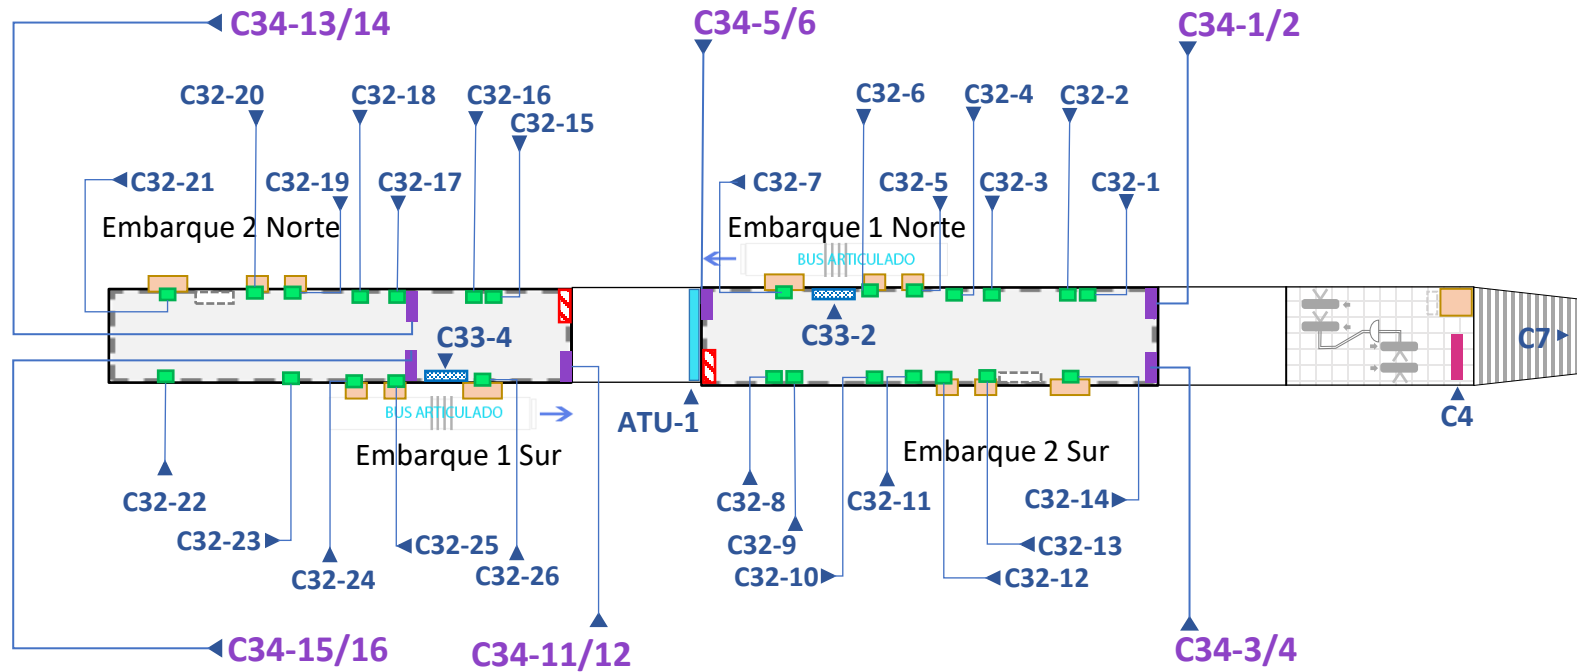 C34-13/14
C34-5/6
C34-1/2
C32-20
C32-18
C32-16
C32-6
C32-4
C32-2
C32-15
C32-21
C32-19
C32-17
C32-7
C32-5
C32-3
C32-1
Embarque 2 Norte
Embarque 1 Norte
BUS ARTICULADO
C33-4
C33-2
C7
BUS ARTICULADO
ATU-1
C4
Embarque 1 Sur
Embarque 2 Sur
C32-22
C32-8
C32-11
C32-14
C32-23
C32-25
C32-9
C32-13
C32-24
C32-26
C32-10
C32-12
C34-15/16
C34-11/12
C34-3/4